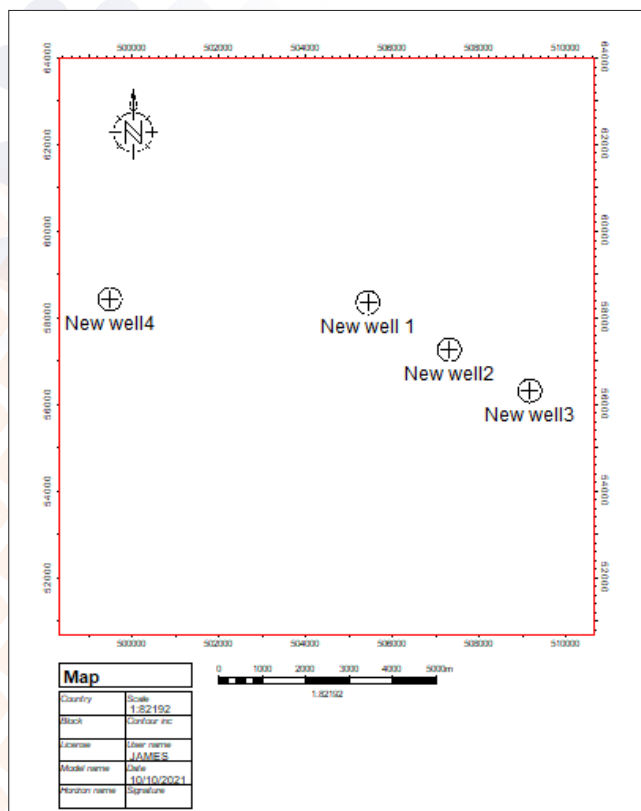 500000 502000 504000 506000 508000 510000
64000 64000
N
62000 62000
60000 60000
58000 58000
New well4
New well 1
New well2
New well3
56000 56000
54000 54000
52000 52000
500000 502000 504000 506000 508000 510000
Map
0 1000 2000 3000 4000 5000m
1:82192
Country Scale
1:82192
Block Contour inc
License User name
JAMES
Model name Date
10/10/2021
Horizon name Signature